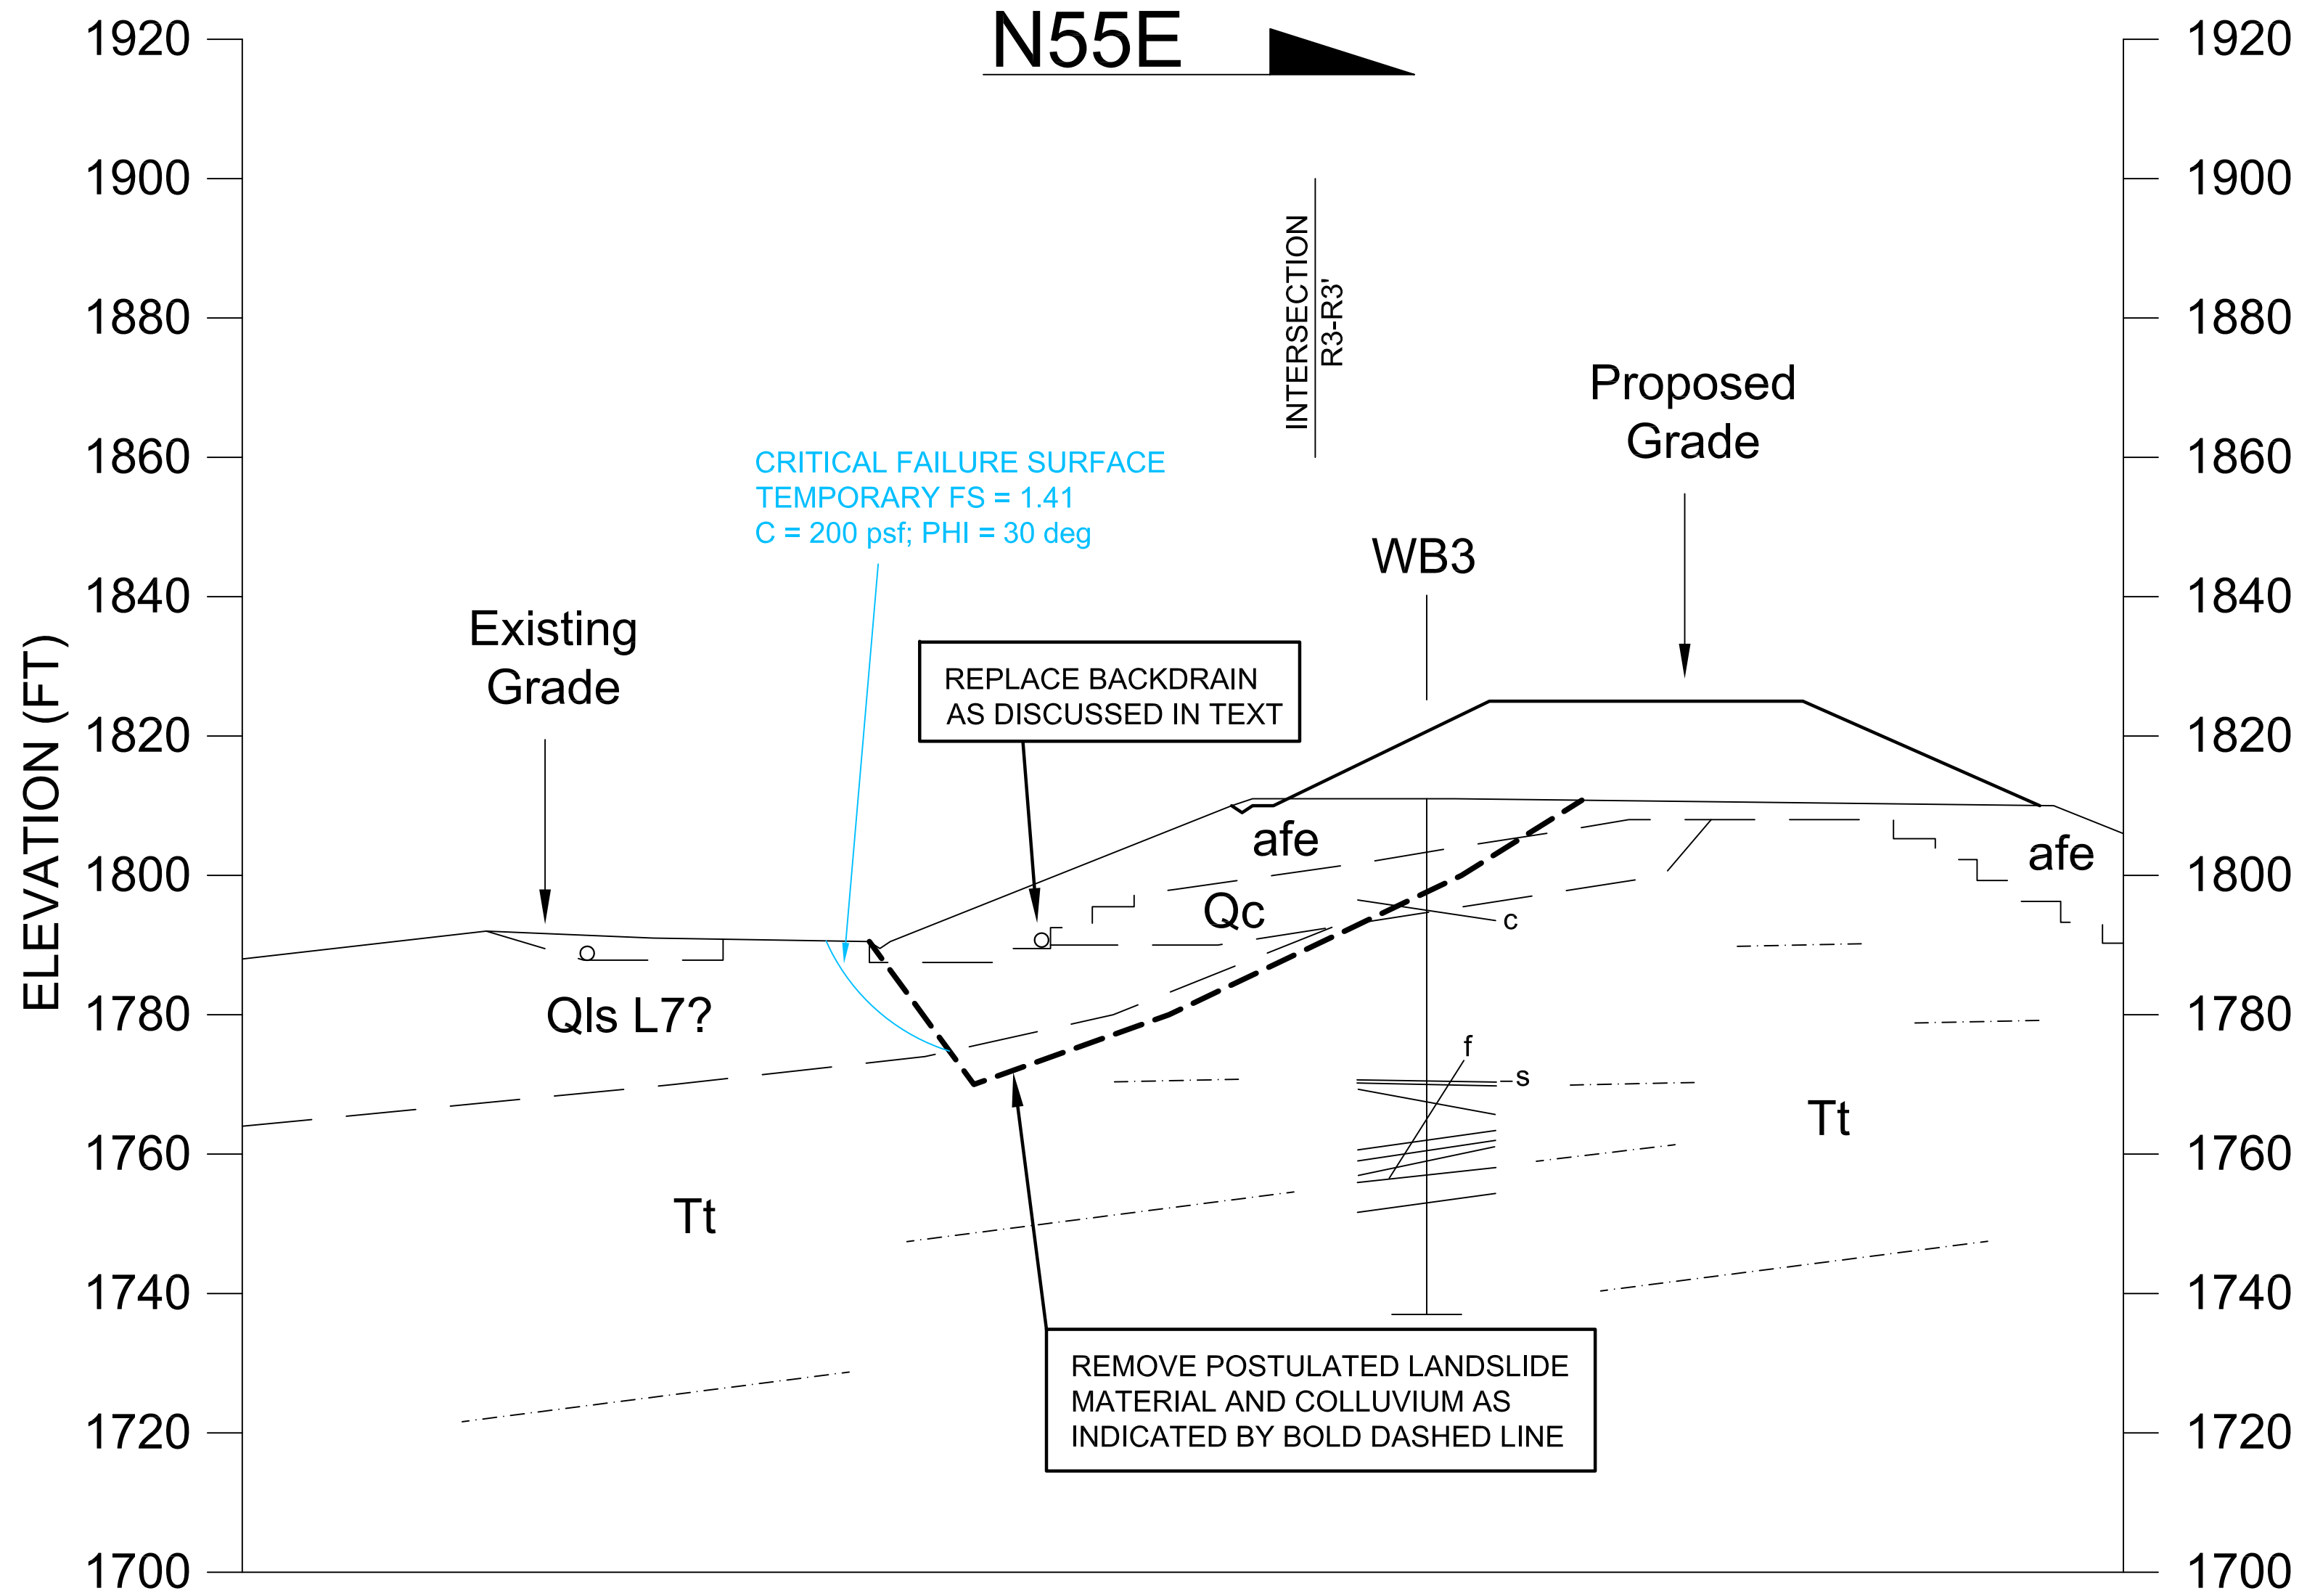 N55E
1920
1900
1880
1860
1840
1820
1800
1780
1760
1740
1720
1700
ELEVATION (FT)
INTERSECTION
R3-R3'
Proposed
Grade
CRITICAL FAILURE SURFACE
TEMPORARY FS = 1.41
C = 200 psf; PHI = 30 deg
WB3
Existing
Grade
REPLACE BACKDRAIN
AS DISCUSSED IN TEXT
afe
afe
Qc
c
Qls L7?
f
s
Tt
Tt
REMOVE POSTULATED LANDSLIDE
MATERIAL AND COLLUVIUM AS
INDICATED BY BOLD DASHED LINE
1920
1900
1880
1860
1840
1820
1800
1780
1760
1740
1720
1700